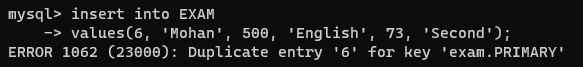 mysql> insert into EXAM
    -> values(6, 'Mohan', 500, 'English', 73, 'Second');
ERROR 1062 (23000): Duplicate entry '6' for key 'exam.PRIMARY'